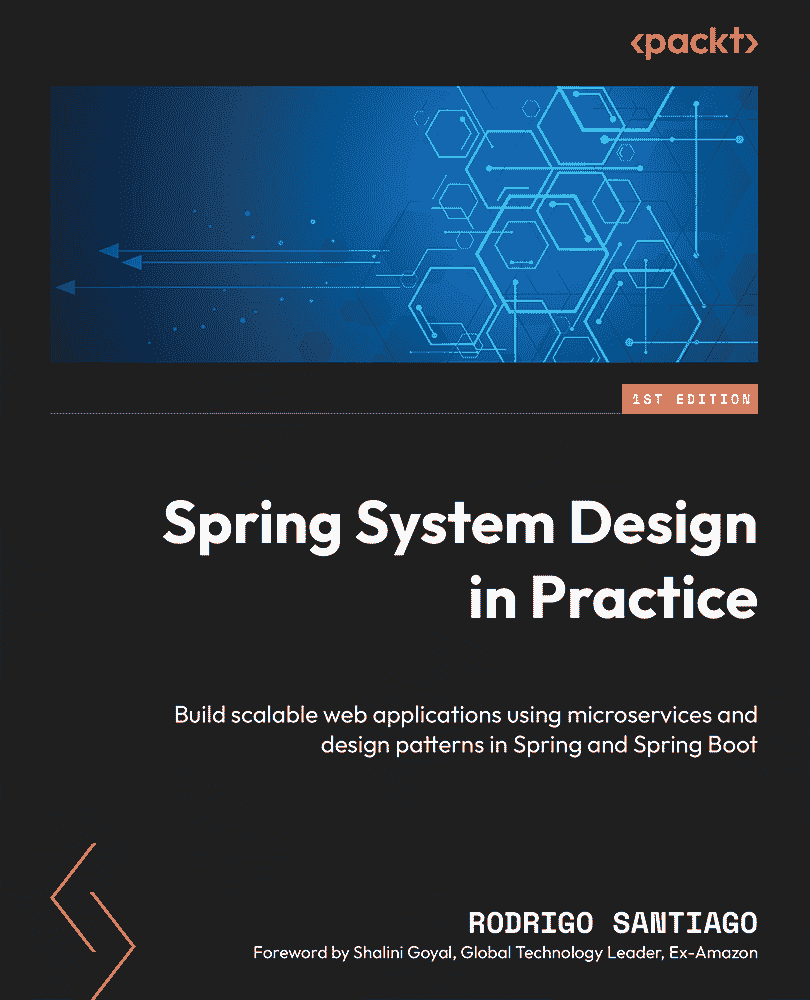 <packt>
1ST EDITION
Spring System Design
in Practice
Build scalable web applications using microservices and
design patterns in Spring and Spring Boot
RODRIGO SANTIAGO
Foreword by Shalini Goyal, Global Technology Leader, Ex-Amazon